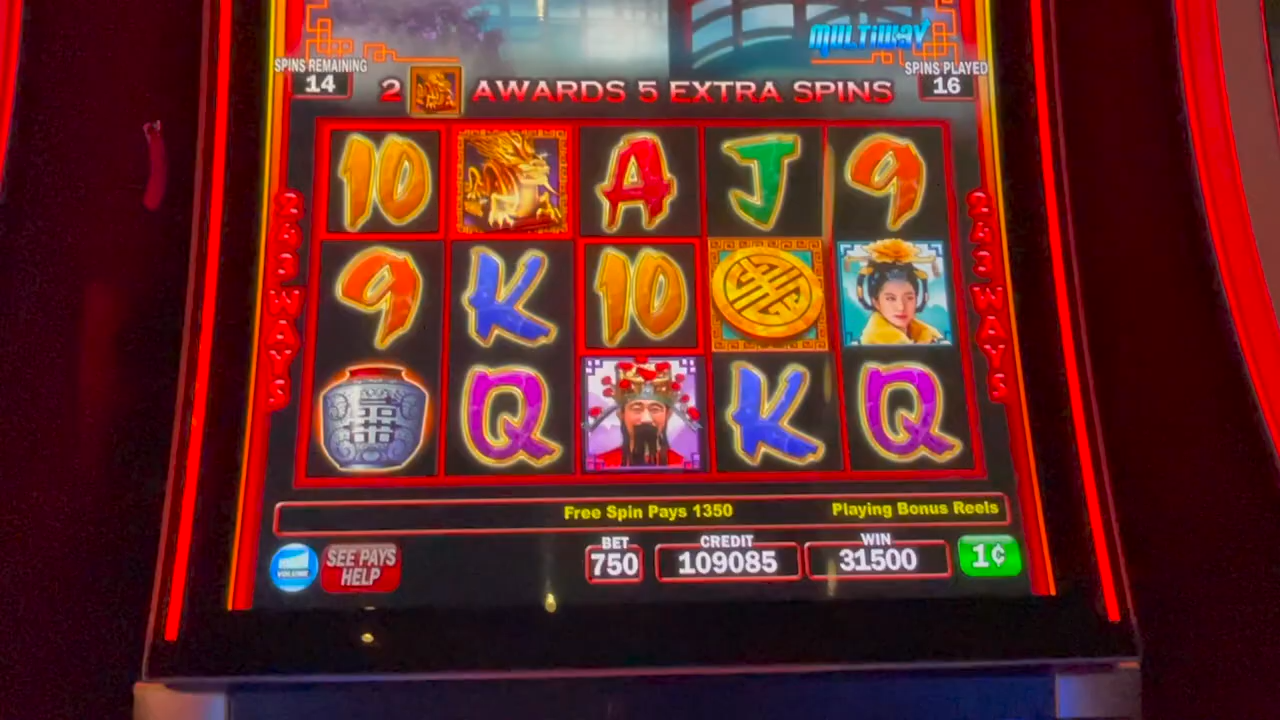 MULTIWAY
SPINS REMAINING
14
SPINS PLAYED
16
2 AWARDS 5 EXTRA SPINS
10 A J 9
9 K 10
Q K Q
243 WAYS
243 WAYS
Free Spin Pays 1350
Playing Bonus Reels
VOLUME
SEE PAYS
HELP
BET
750
CREDIT
109085
WIN
31500
1¢